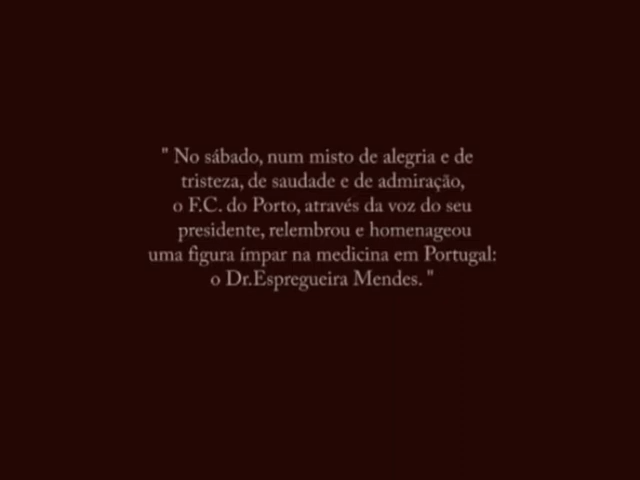 " No sábado, num misto de alegria e de
tristeza, de saudade e de admiração,
o F.C. do Porto, através da voz do seu
presidente, relembrou e homenageou
uma figura ímpar na medicina em Portugal:
o Dr.Espregueira Mendes. "